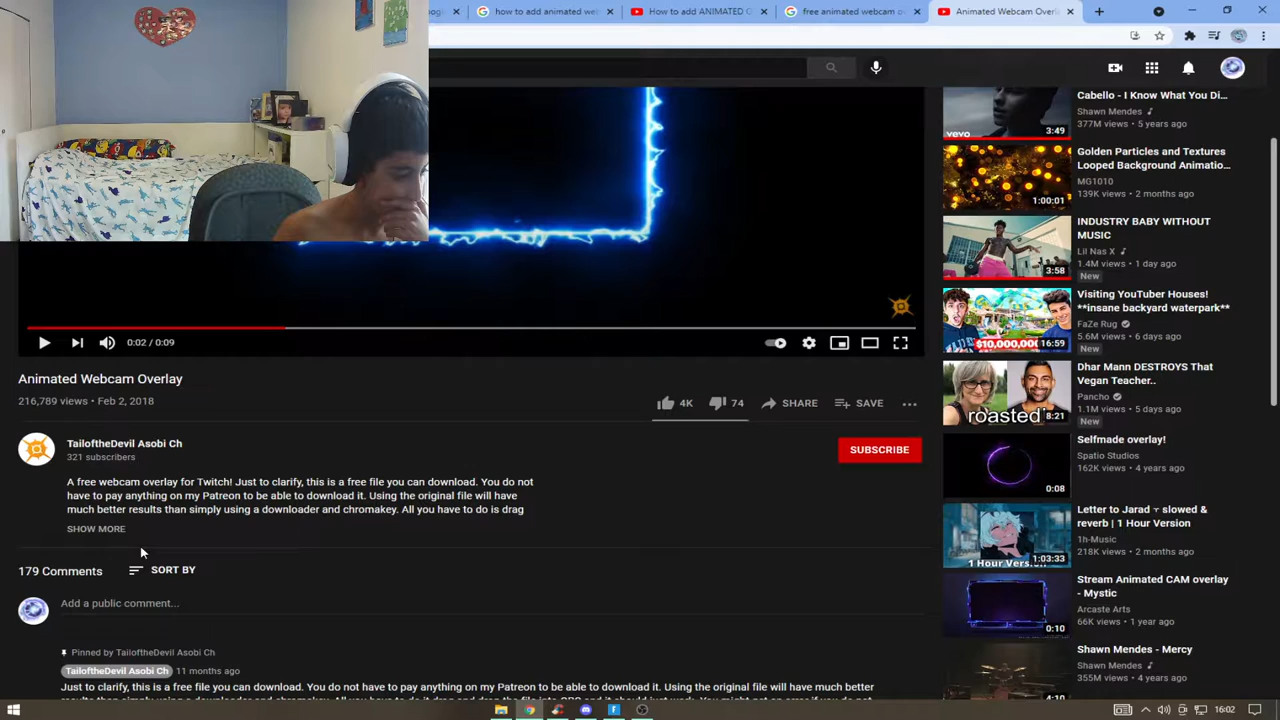 how to add animated we
How to add ANIMATED
free animated webcam o
Animated Webcam Overl
Animated Webcam Overlay
216,789 views • Feb 2, 2018
0:02 / 0:09
4K
74
SHARE
SAVE
TailoftheDevil Asobi Ch
321 subscribers
SUBSCRIBE
A free webcam overlay for Twitch! Just to clarify, this is a free file you can download. You do not
have to pay anything on my Patreon to be able to download it. Using the original file will have
much better results than simply using a downloader and chromakey. All you have to do is drag
SHOW MORE
179 Comments
SORT BY
Add a public comment...
Pinned by TailoftheDevil Asobi Ch
TailoftheDevil Asobi Ch
11 months ago
Just to clarify, this is a free file you can download. You do not have to pay anything on my Patreon to be able to download it. Using the original file will have much better
Cabello - I Know What You Di...
Shawn Mendes
377M views • 5 years ago
vevo
3:49
Golden Particles and Textures
Looped Background Animatio...
MG1010
139K views • 2 months ago
1:00:01
INDUSTRY BABY WITHOUT
MUSIC
Lil Nas X
1.4M views • 1 day ago
New
3:58
Visiting YouTuber Houses!
**insane backyard waterpark**
FaZe Rug
5.6M views • 6 days ago
New
$10,000,00
16:59
Dhar Mann DESTROYS That
Vegan Teacher..
Pancho
1.1M views • 5 days ago
New
roasted
8:21
Selfmade overlay!
Spatio Studios
162K views • 4 years ago
0:08
Letter to Jarad ⌖ slowed &
reverb | 1 Hour Version
1h-Music
218K views • 2 months ago
1 Hour Version
1:03:33
Stream Animated CAM overlay
- Mystic
Arcaste Arts
66K views • 1 year ago
0:10
Shawn Mendes - Mercy
Shawn Mendes
355M views • 4 years ago
4:10
16:02